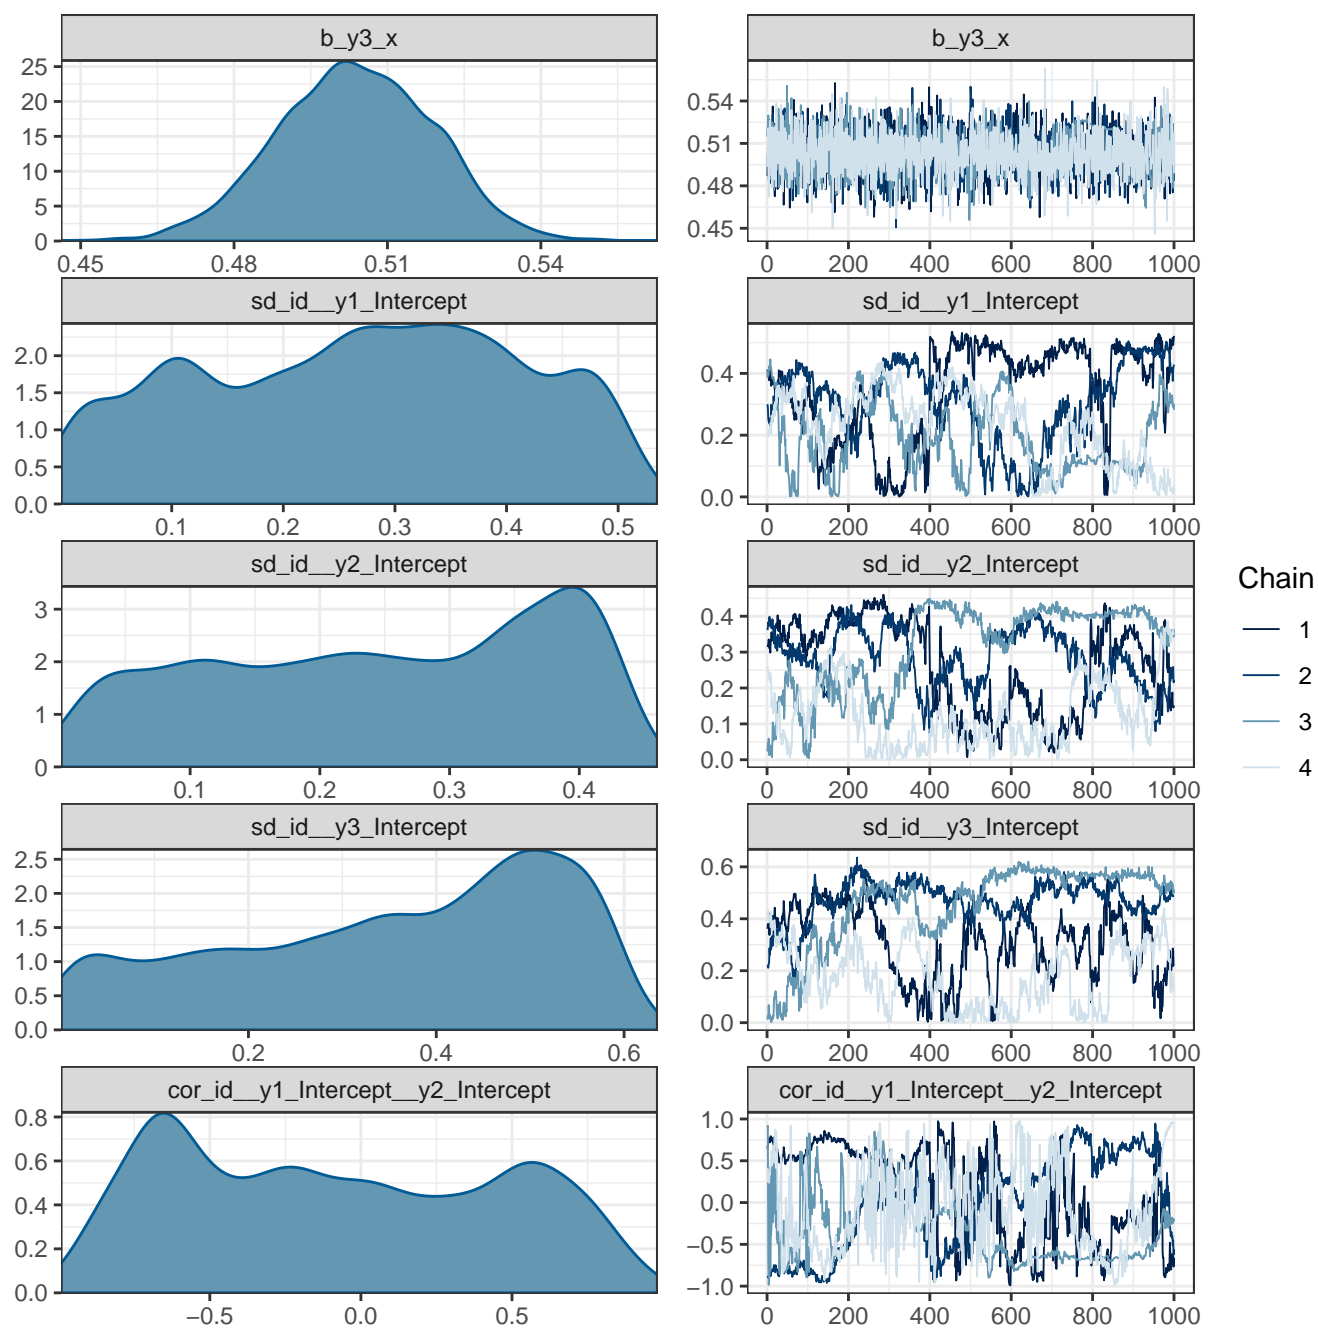 b_y3_x
25
20
15
10
5
0
0.45 0.48 0.51 0.54
b_y3_x
0.54
0.51
0.48
0.45
0 200 400 600 800 1000
sd_id__y1_Intercept
2.0
1.5
1.0
0.5
0.0
0.1 0.2 0.3 0.4 0.5
sd_id__y1_Intercept
0.4
0.2
0.0
0 200 400 600 800 1000
sd_id__y2_Intercept
3
2
1
0
0.1 0.2 0.3 0.4
sd_id__y2_Intercept
0.4
0.3
0.2
0.1
0.0
0 200 400 600 800 1000
sd_id__y3_Intercept
2.5
2.0
1.5
1.0
0.5
0.0
0.2 0.4 0.6
sd_id__y3_Intercept
0.6
0.4
0.2
0.0
0 200 400 600 800 1000
cor_id__y1_Intercept__y2_Intercept
0.8
0.6
0.4
0.2
0.0
−0.5 0.0 0.5
cor_id__y1_Intercept__y2_Intercept
1.0
0.5
0.0
−0.5
−1.0
0 200 400 600 800 1000
Chain
1
2
3
4